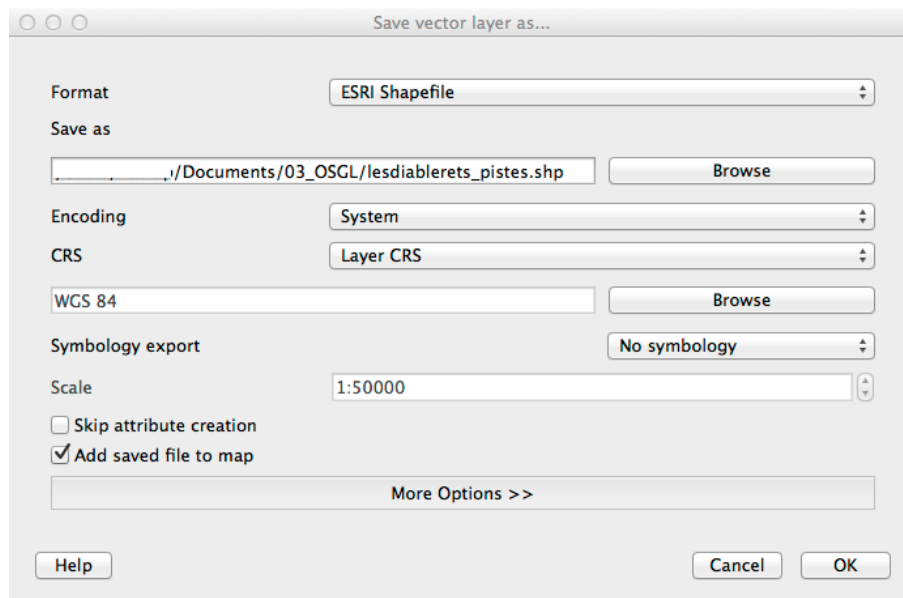 Save vector layer as...
Format ESRI Shapefile
Save as
/Documents/03_OSGL/lesdiablerets_pistes.shp Browse
Encoding System
CRS Layer CRS
WGS 84 Browse
Symbology export No symbology
Scale 1:50000
Skip attribute creation
Add saved file to map
More Options >>
Help Cancel OK